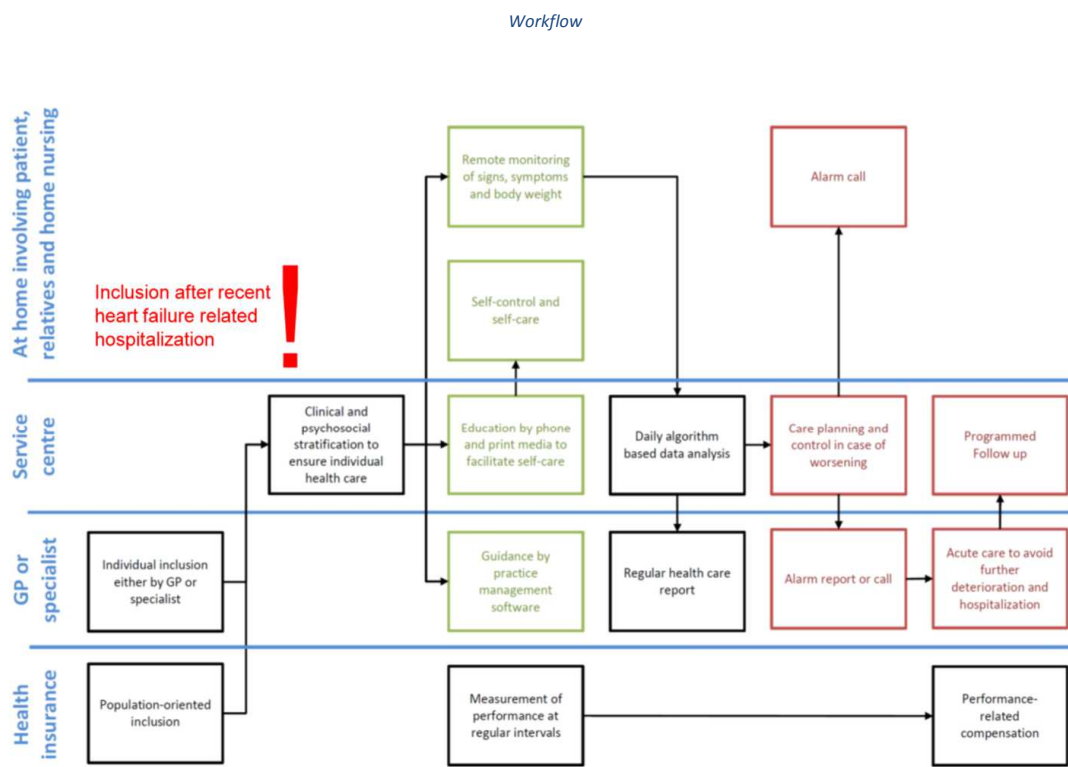 Workflow
At home involving patient,
relatives and home nursing
Remote monitoring
of signs, symptoms
and body weight
Alarm call
Inclusion after recent
heart failure related
hospitalization
!
Self-control and
self-care
Service
centre
Clinical and
psychosocial
stratification to
ensure individual
health care
Education by phone
and print media to
facilitate self-care
Daily algorithm
based data analysis
Care planning and
control in case of
worsening
Programmed
Follow up
GP or
specialist
Individual inclusion
either by GP or
specialist
Guidance by
practice
management
software
Regular health care
report
Alarm report or call
Acute care to avoid
further
deterioration and
hospitalization
Health
insurance
Population-oriented
inclusion
Measurement of
performance at
regular intervals
Performance-
related
compensation